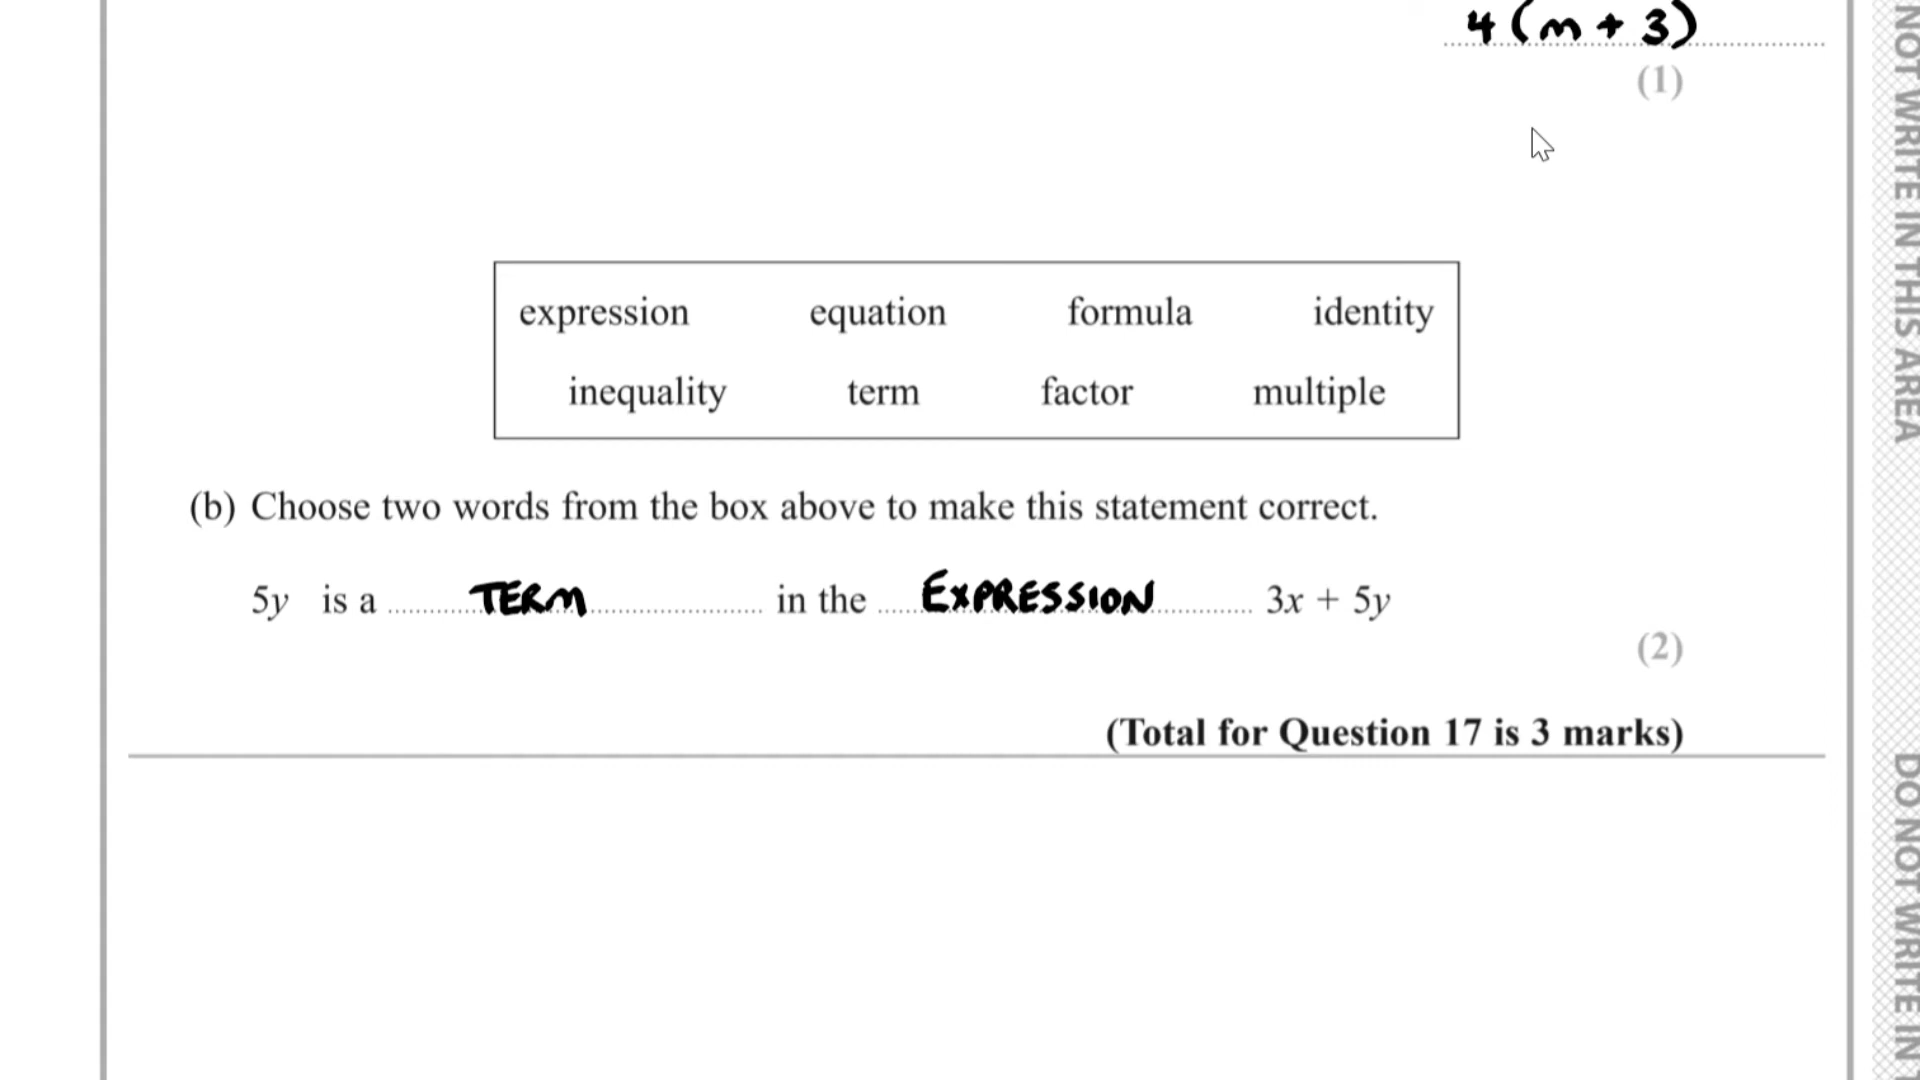 4(m + 3)
(1)
expression equation formula identity
inequality term factor multiple
(b) Choose two words from the box above to make this statement correct.
5y is a TERM in the EXPRESSION 3x + 5y
(2)
(Total for Question 17 is 3 marks)
NOT WRITE IN THIS AREA
DO NOT WRITE IN